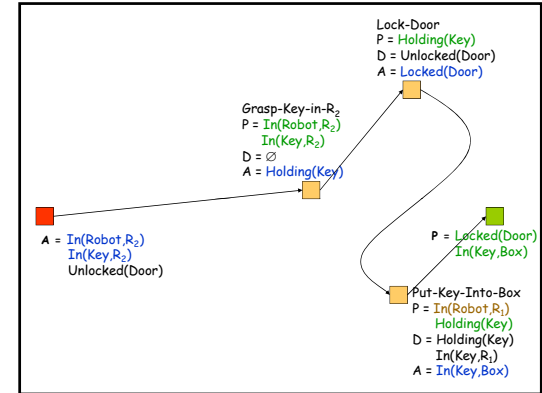 Lock-Door
P = Holding(Key)
D = Unlocked(Door)
A = Locked(Door)
Grasp-Key-in-R₂
P = In(Robot,R₂)
In(Key,R₂)
D = ∅
A = Holding(Key)
A = In(Robot,R₂)
In(Key,R₂)
Unlocked(Door)
P = Locked(Door)
In(Key,Box)
Put-Key-Into-Box
P = In(Robot,R₁)
Holding(Key)
D = Holding(Key)
In(Key,R₁)
A = In(Key,Box)